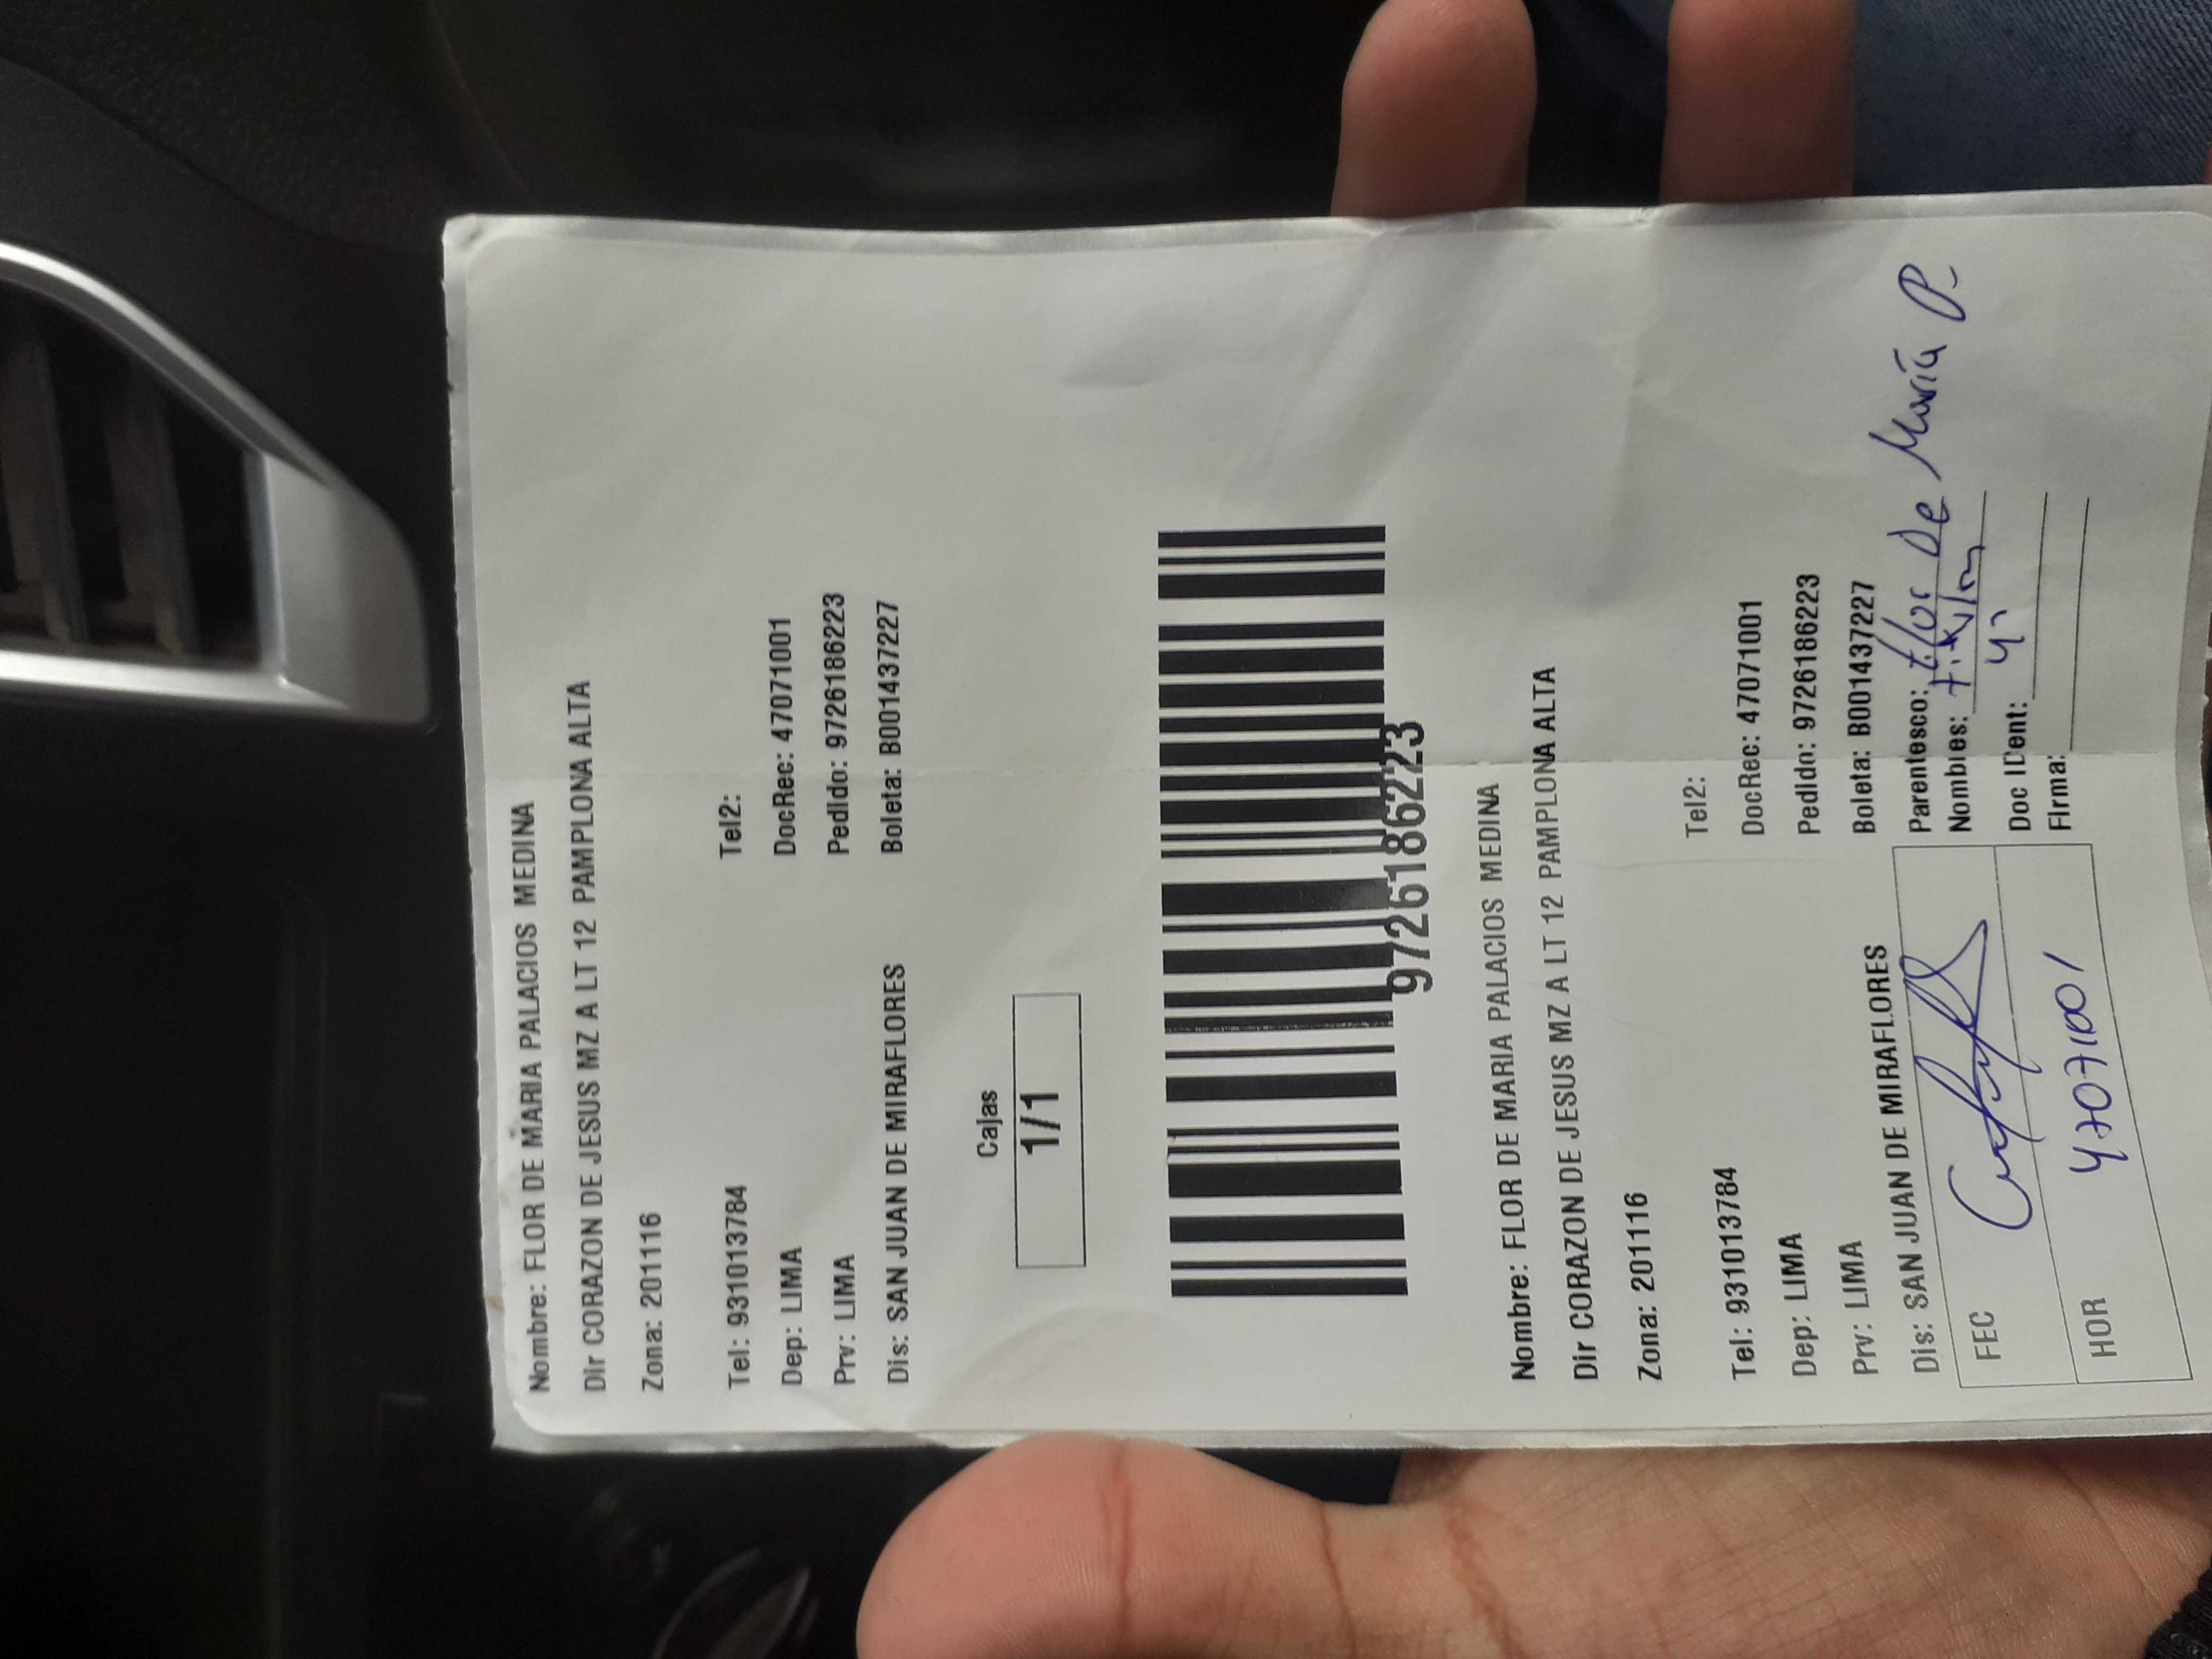 Nombre: FLOR DE MARIA PALACIOS MEDINA
Dir CORAZON DE JESUS MZ A LT 12 PAMPLONA ALTA
Zona: 201116
Tel: 931013784 Tel2:
Dep: LIMA DocRec: 47071001
Prv: LIMA Pedido: 97261186223
Dis: SAN JUAN DE MIRAFLORES Boleta: B001437227
Cajas
1/1
97261186223
Nombre: FLOR DE MARIA PALACIOS MEDINA
Dir CORAZON DE JESUS MZ A LT 12 PAMPLONA ALTA
Zona: 201116
Tel: 931013784 Tel2:
Dep: LIMA DocRec: 47071001
Prv: LIMA Pedido: 97261186223
Dis: SAN JUAN DE MIRAFLORES Boleta: B001437227
FEC Parentesco: Flor De María P.
Nombres: Titular
HOR 47071001 Doc IDent:
Firma: